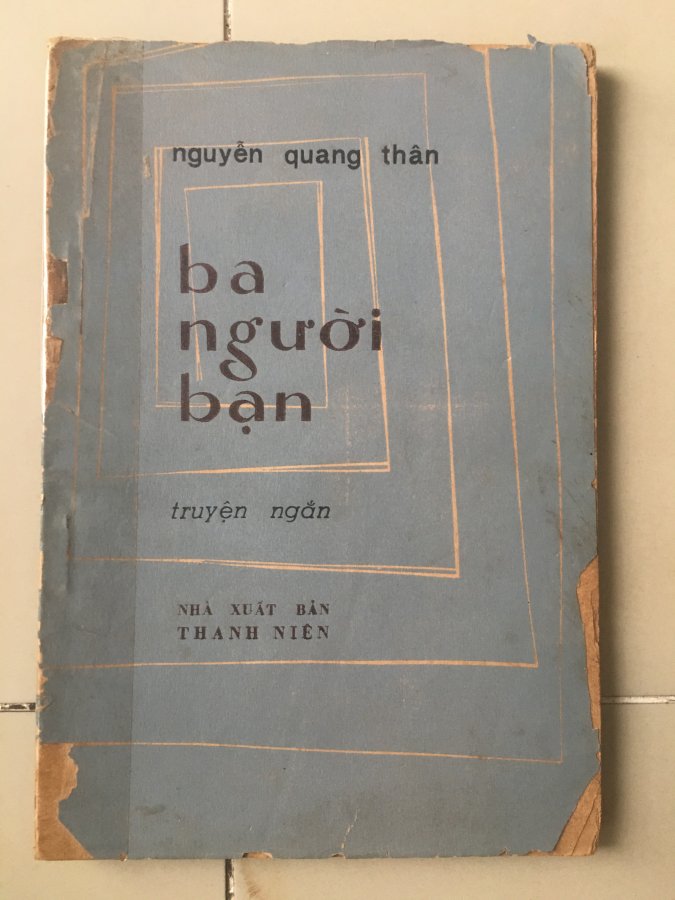 nguyễn quang thân
ba
người
bạn
truyện ngắn
NHÀ XUẤT BẢN
THANH NIÊN